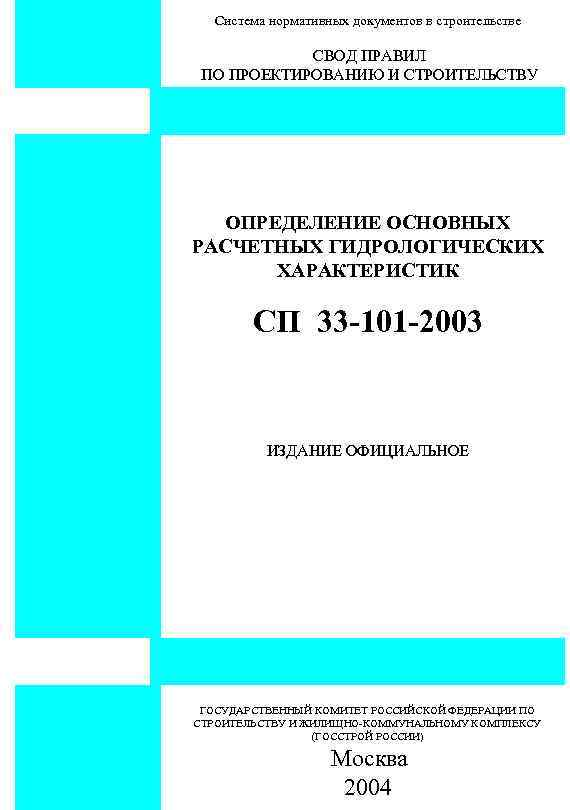 Система нормативных документов в строительстве
СВОД ПРАВИЛ
ПО ПРОЕКТИРОВАНИЮ И СТРОИТЕЛЬСТВУ
ОПРЕДЕЛЕНИЕ ОСНОВНЫХ
РАСЧЕТНЫХ ГИДРОЛОГИЧЕСКИХ
ХАРАКТЕРИСТИК
СП 33-101-2003
ИЗДАНИЕ ОФИЦИАЛЬНОЕ
ГОСУДАРСТВЕННЫЙ КОМИТЕТ РОССИЙСКОЙ ФЕДЕРАЦИИ ПО
СТРОИТЕЛЬСТВУ И ЖИЛИЩНО-КОММУНАЛЬНОМУ КОМПЛЕКСУ
(ГОССТРОЙ РОССИИ)
Москва
2004